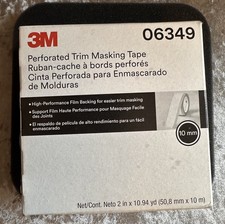 3M
06349
Perforated Trim Masking Tape
Ruban-cache à bords perforés
Cinta Perforada para Enmascarado
de Molduras
• High-Performance Film Backing for easier trim masking
• Support Film Haute Performance pour Masquage Facile
des Joints
• El respaldo de película de alto rendimiento para un fácil
enmascarado
10 mm
Net/Cont. Neto 2 in x 10.94 yd (50,8 mm x 10 m)